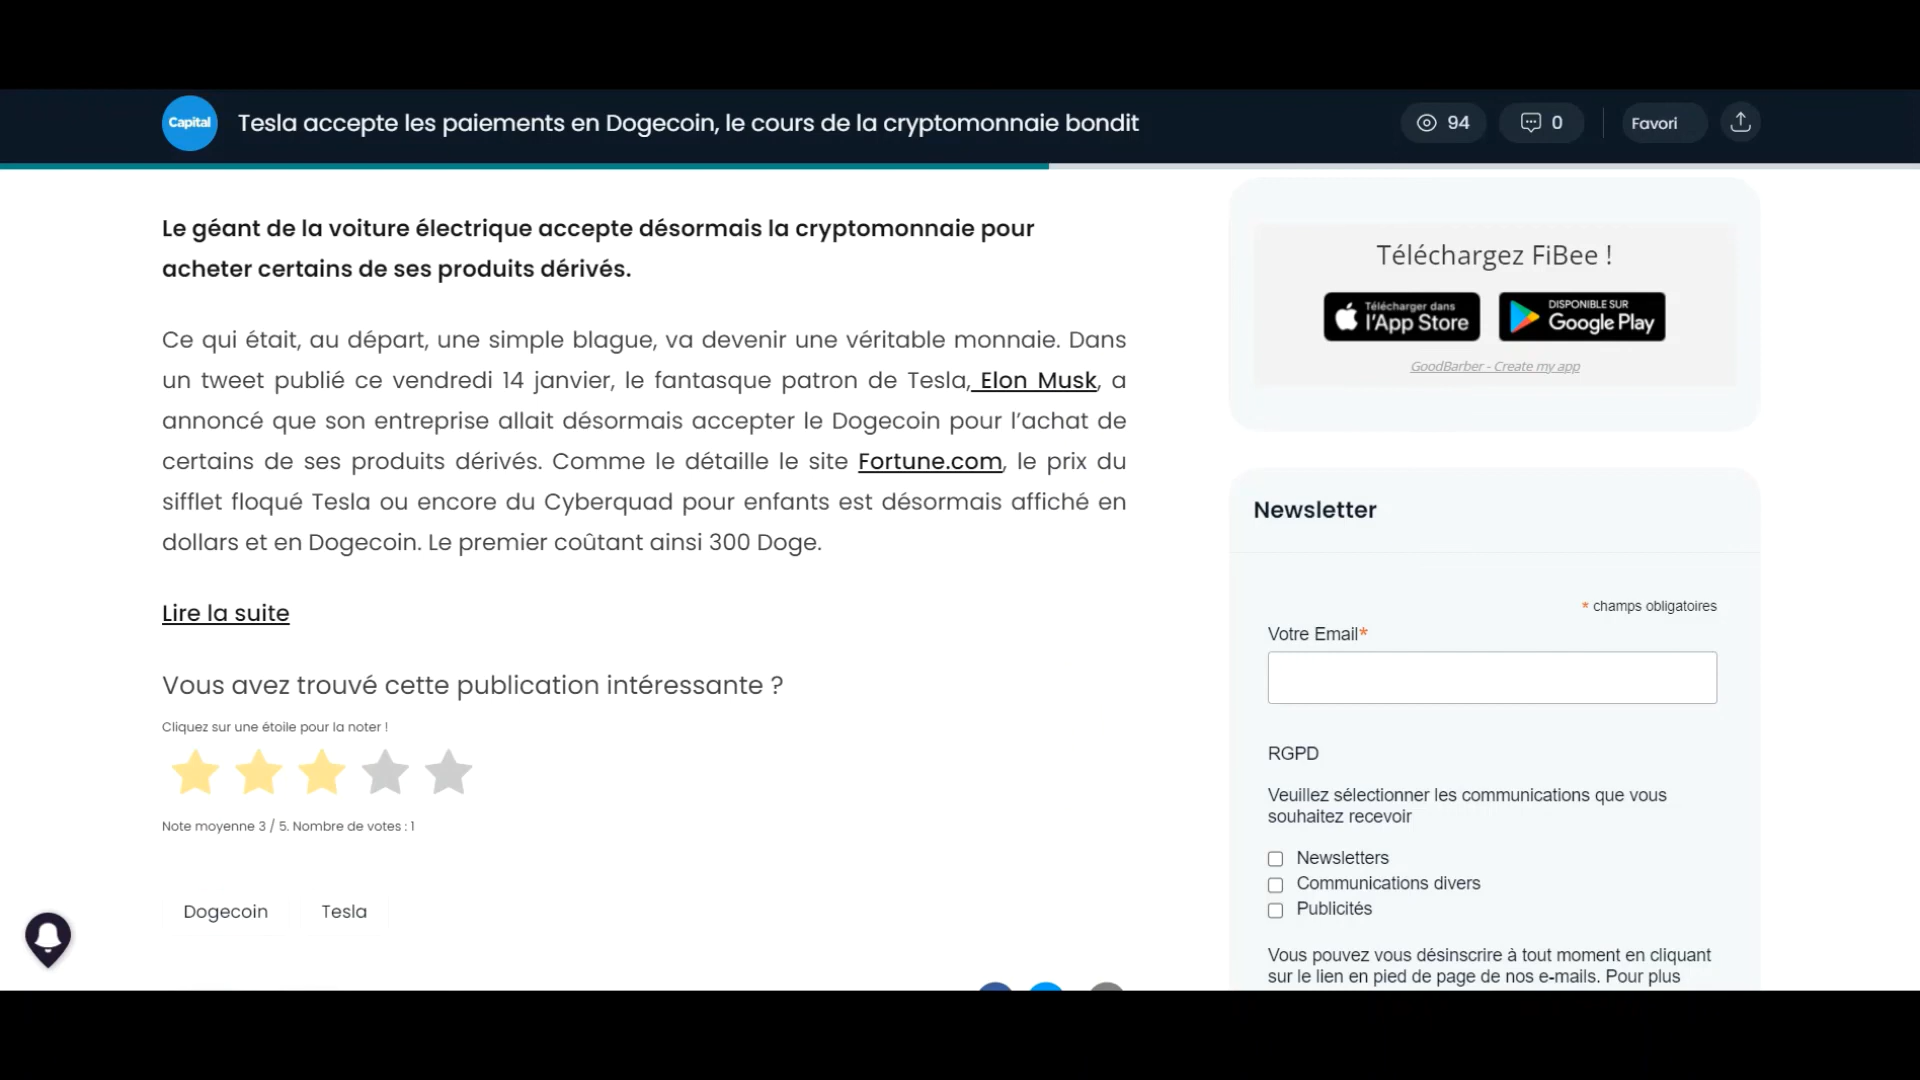 Capital
Tesla accepte les paiements en Dogecoin, le cours de la cryptomonnaie bondit
94
0
Favori
Le géant de la voiture électrique accepte désormais la cryptomonnaie pour
acheter certains de ses produits dérivés.
Ce qui était, au départ, une simple blague, va devenir une véritable monnaie. Dans
un tweet publié ce vendredi 14 janvier, le fantasque patron de Tesla, Elon Musk, a
annoncé que son entreprise allait désormais accepter le Dogecoin pour l’achat de
certains de ses produits dérivés. Comme le détaille le site Fortune.com, le prix du
sifflet floqué Tesla ou encore du Cyberquad pour enfants est désormais affiché en
dollars et en Dogecoin. Le premier coûtant ainsi 300 Doge.
Lire la suite
Vous avez trouvé cette publication intéressante ?
Cliquez sur une étoile pour la noter !
Note moyenne 3 / 5. Nombre de votes : 1
Dogecoin
Tesla
Téléchargez FiBee !
Télécharger dans
l'App Store
DISPONIBLE SUR
Google Play
GoodBarber - Create my app
Newsletter
* champs obligatoires
Votre Email*
RGPD
Veuillez sélectionner les communications que vous
souhaitez recevoir
Newsletters
Communications divers
Publicités
Vous pouvez vous désinscrire à tout moment en cliquant
sur le lien en pied de page de nos e-mails. Pour plus